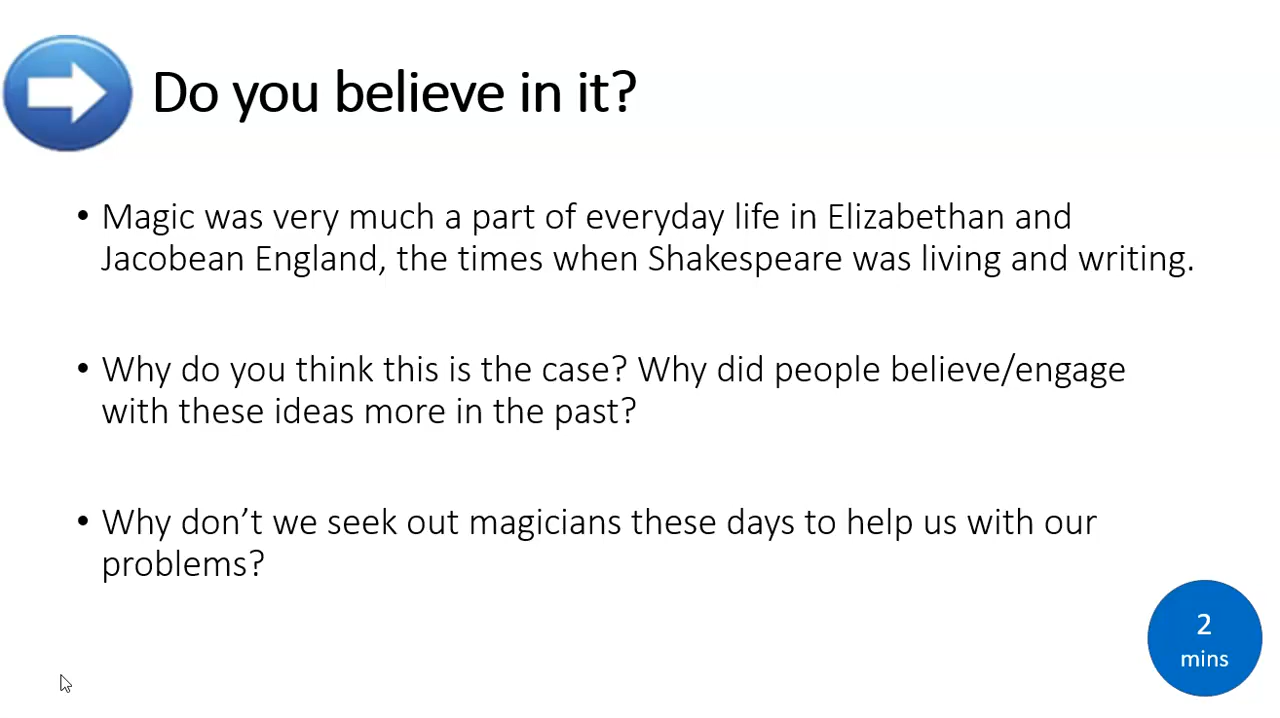 Do you believe in it?
• Magic was very much a part of everyday life in Elizabethan and
Jacobean England, the times when Shakespeare was living and writing.
• Why do you think this is the case? Why did people believe/engage
with these ideas more in the past?
• Why don’t we seek out magicians these days to help us with our
problems?
2
mins